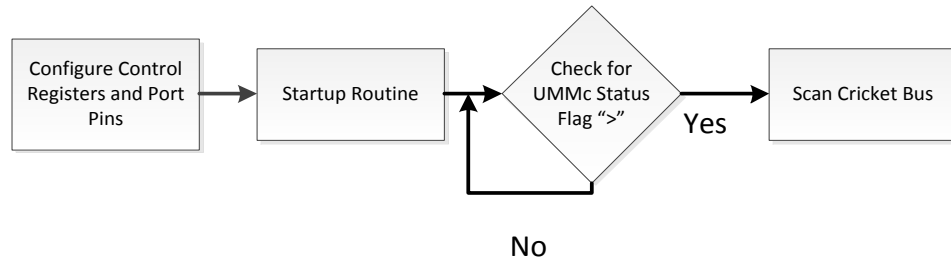 Configure Control
Registers and Port
Pins
Startup Routine
Check for
UMMc Status
Flag “>”
Yes
Scan Cricket Bus
No